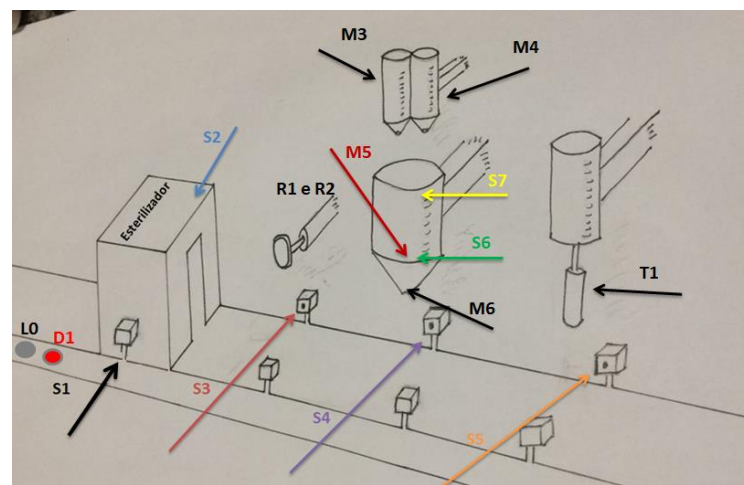 M3
M4
S2
M5
S7
R1 e R2
Esterilizador
S6
T1
M6
L0
D1
S1
S3
S4
S5